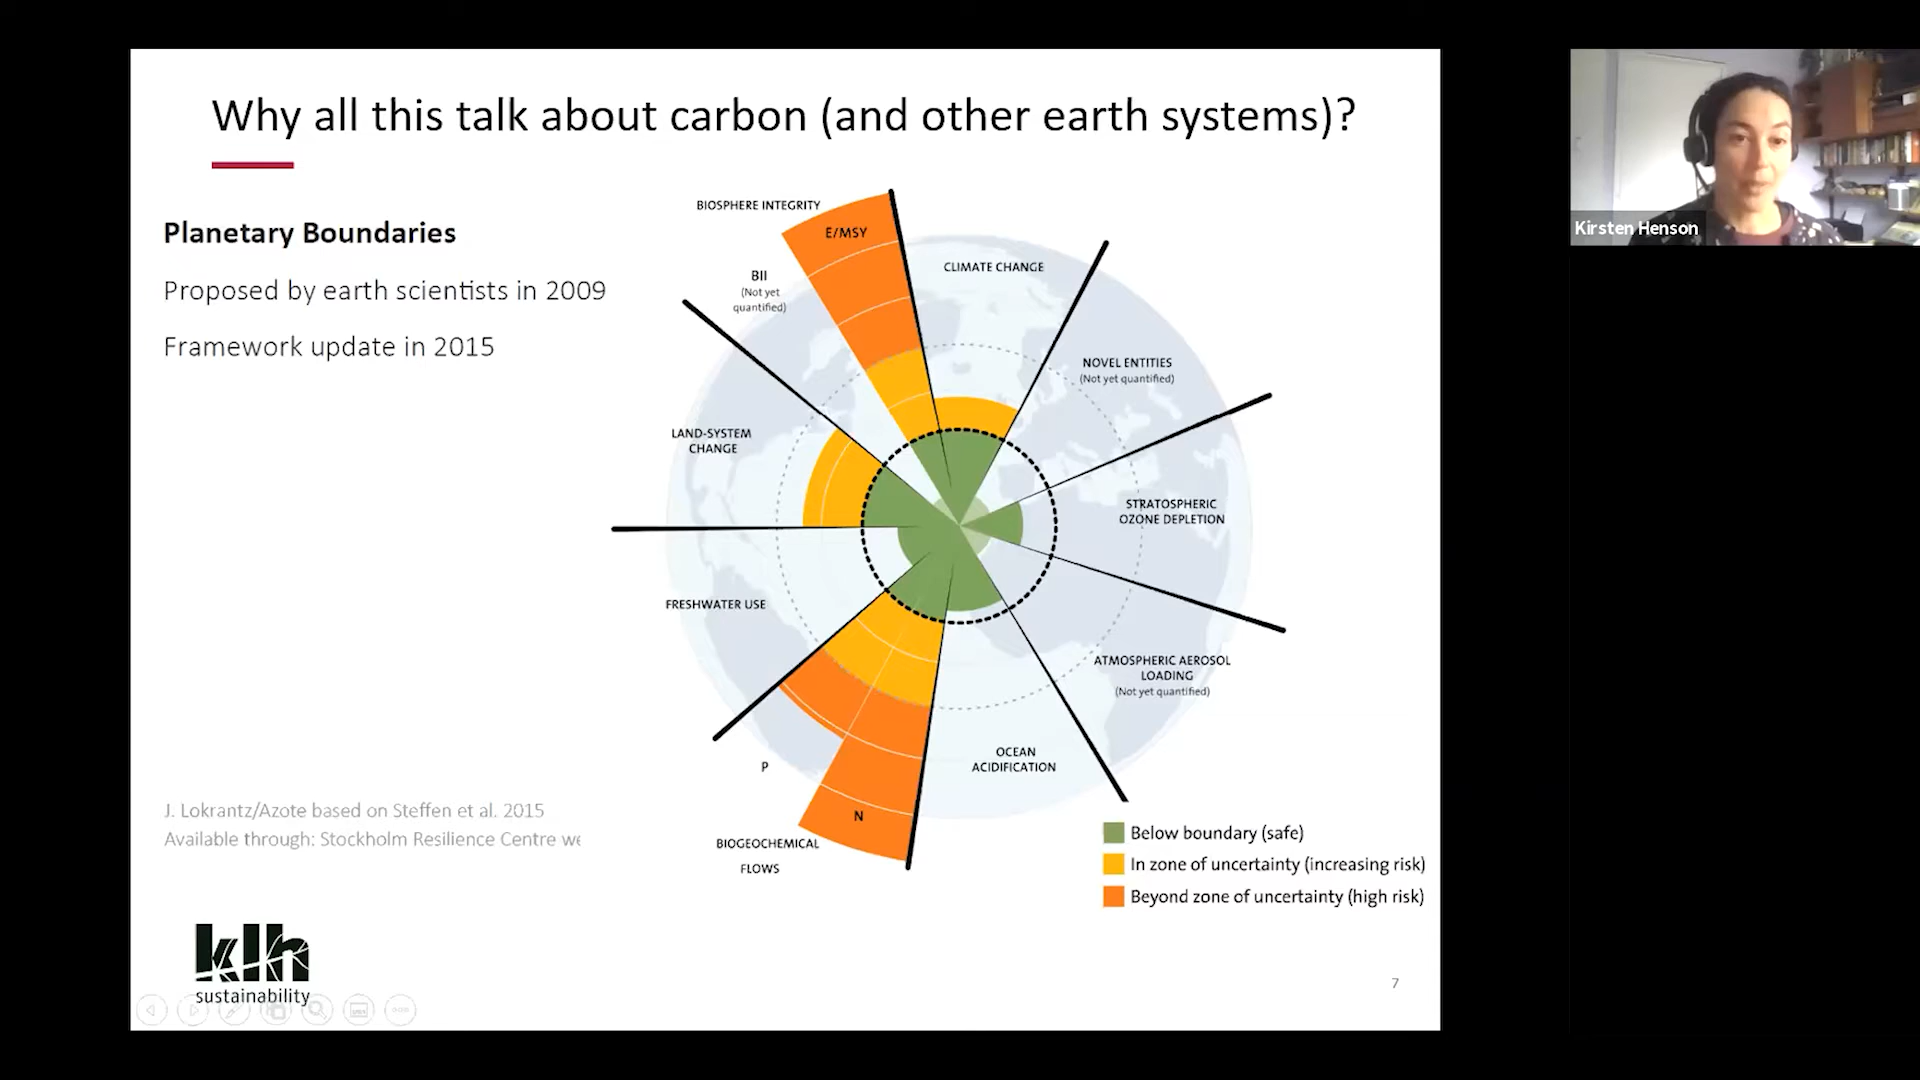 Why all this talk about carbon (and other earth systems)?
Planetary Boundaries
Proposed by earth scientists in 2009
Framework update in 2015
BIOSPHERE INTEGRITY
E/MSY
BII
(Not yet
quantified)
CLIMATE CHANGE
NOVEL ENTITIES
(Not yet quantified)
LAND-SYSTEM
CHANGE
STRATOSPHERIC
OZONE DEPLETION
FRESHWATER USE
ATMOSPHERIC AEROSOL
LOADING
(Not yet quantified)
OCEAN
ACIDIFICATION
P
N
BIOGEOCHEMICAL
FLOWS
Below boundary (safe)
In zone of uncertainty (increasing risk)
Beyond zone of uncertainty (high risk)
J. Lokrantz/Azote based on Steffen et al. 2015
Available through: Stockholm Resilience Centre we
klh
sustainability
7
Kirsten Henson